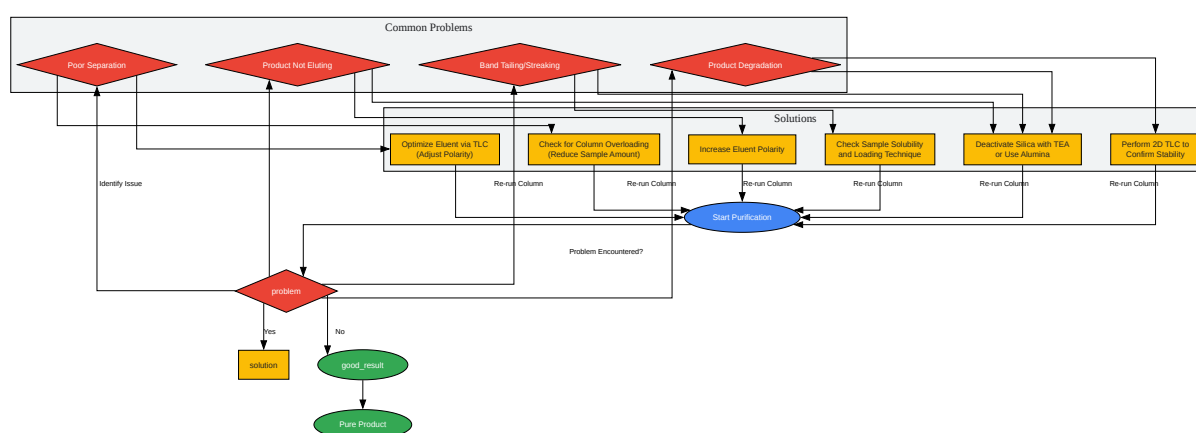 Common Problems
Poor Separation
Product Not Eluting
Band Tailing/Streaking
Product Degradation
Solutions
Optimize Eluent via TLC
(Adjust Polarity)
Check for Column Overloading
(Reduce Sample Amount)
Increase Eluent Polarity
Check Sample Solubility
and Loading Technique
Deactivate Silica with TEA
or Use Alumina
Perform 2D TLC to
Confirm Stability
Identify Issue
Re-run Column
Re-run Column
Re-run Column
Re-run Column
Re-run Column
Re-run Column
Start Purification
Problem Encountered?
problem
Yes
No
solution
good_result
Pure Product